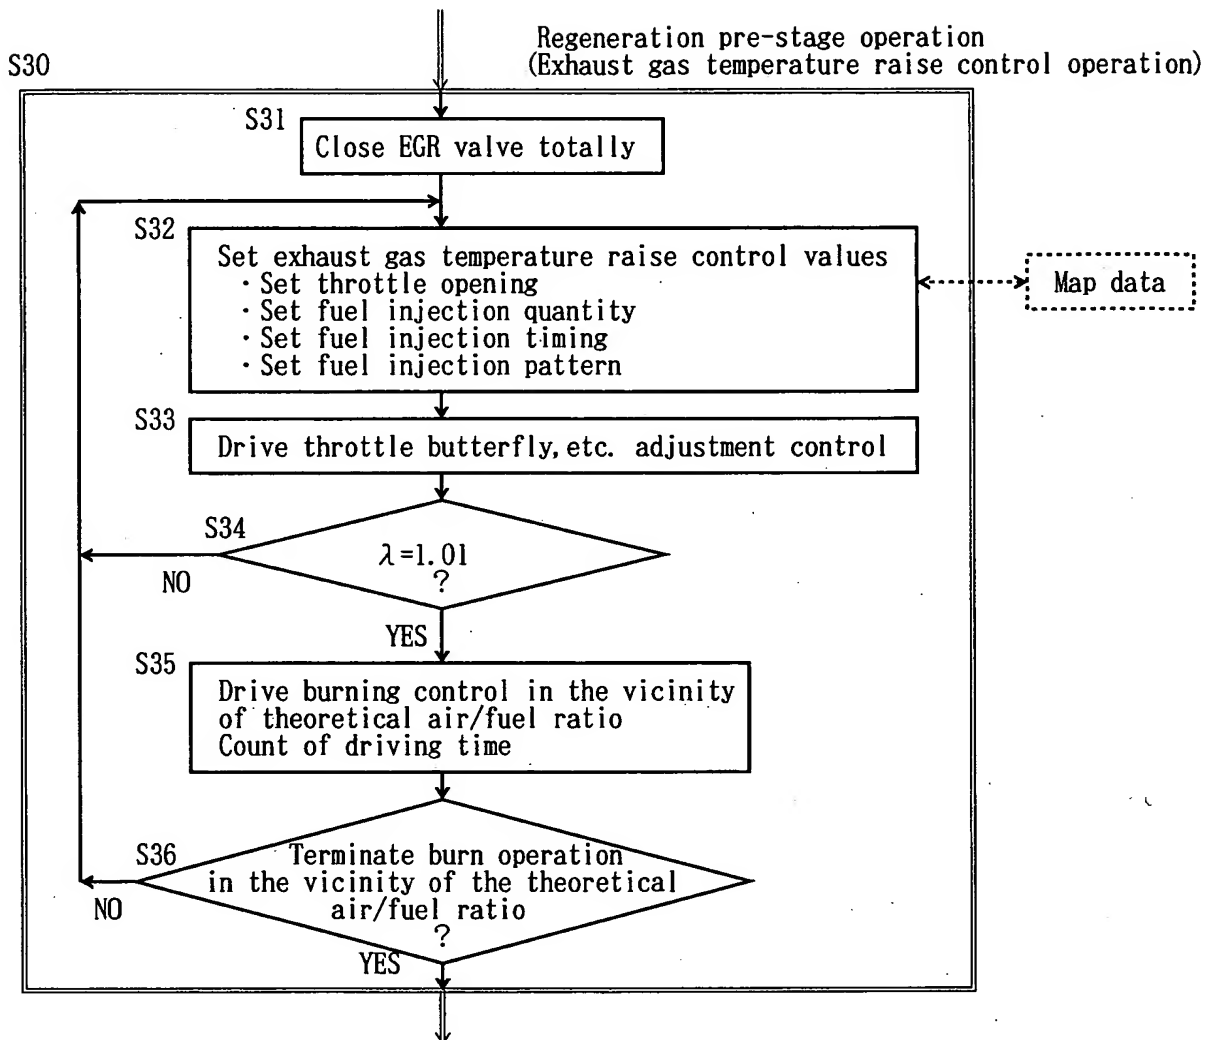 Regeneration pre-stage operation
(Exhaust gas temperature raise control operation)
S30
S31
Close EGR valve totally
S32
Set exhaust gas temperature raise control values
・Set throttle opening
・Set fuel injection quantity
・Set fuel injection timing
・Set fuel injection pattern
Map data
S33
Drive throttle butterfly, etc. adjustment control
S34
λ=1.01
?
NO
YES
S35
Drive burning control in the vicinity
of theoretical air/fuel ratio
Count of driving time
S36
Terminate burn operation
in the vicinity of the theoretical
air/fuel ratio
?
NO
YES